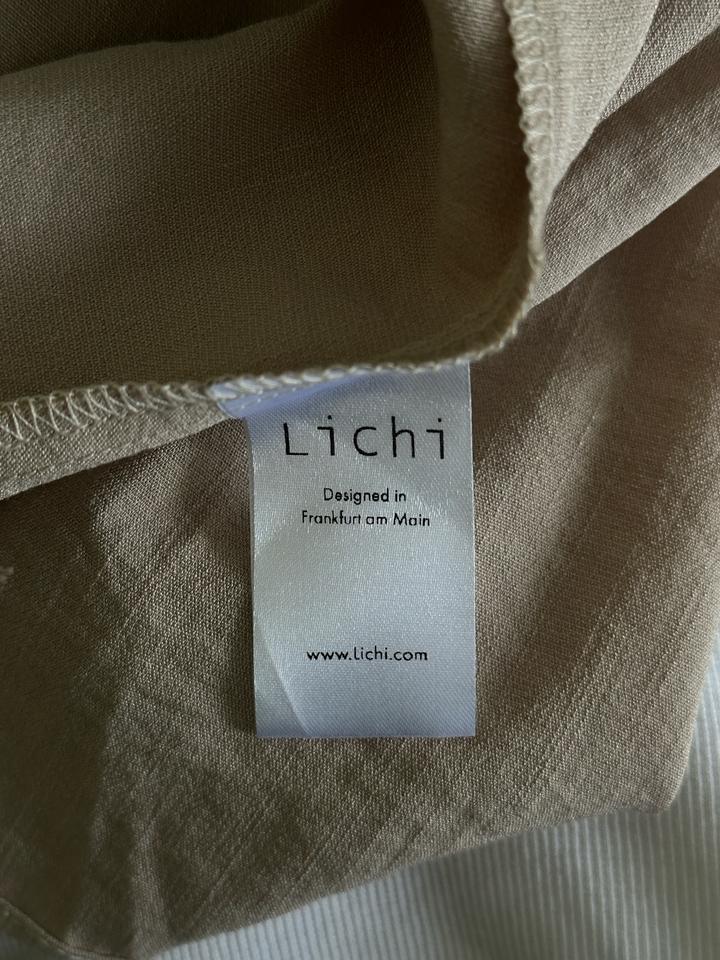 Lichi
Designed in
Frankfurt am Main
www.lichi.com